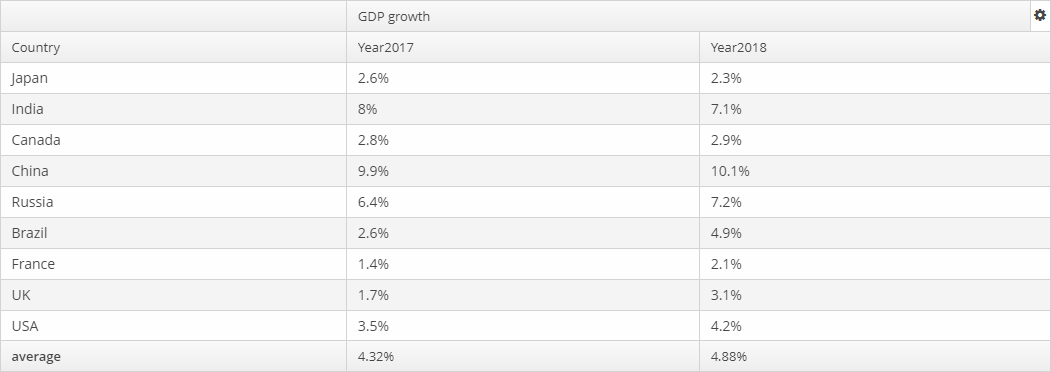 GDP growth
Country Year2017 Year2018
Japan 2.6% 2.3%
India 8% 7.1%
Canada 2.8% 2.9%
China 9.9% 10.1%
Russia 6.4% 7.2%
Brazil 2.6% 4.9%
France 1.4% 2.1%
UK 1.7% 3.1%
USA 3.5% 4.2%
average 4.32% 4.88%